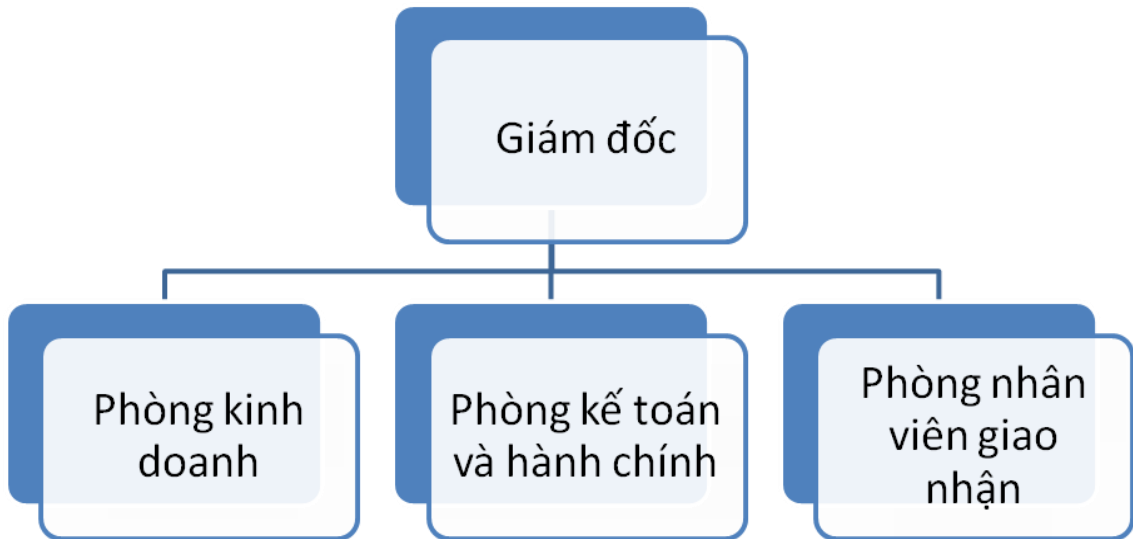 Giám đốc
Phòng kinh
doanh
Phòng kế toán
và hành chính
Phòng nhân
viên giao
nhận